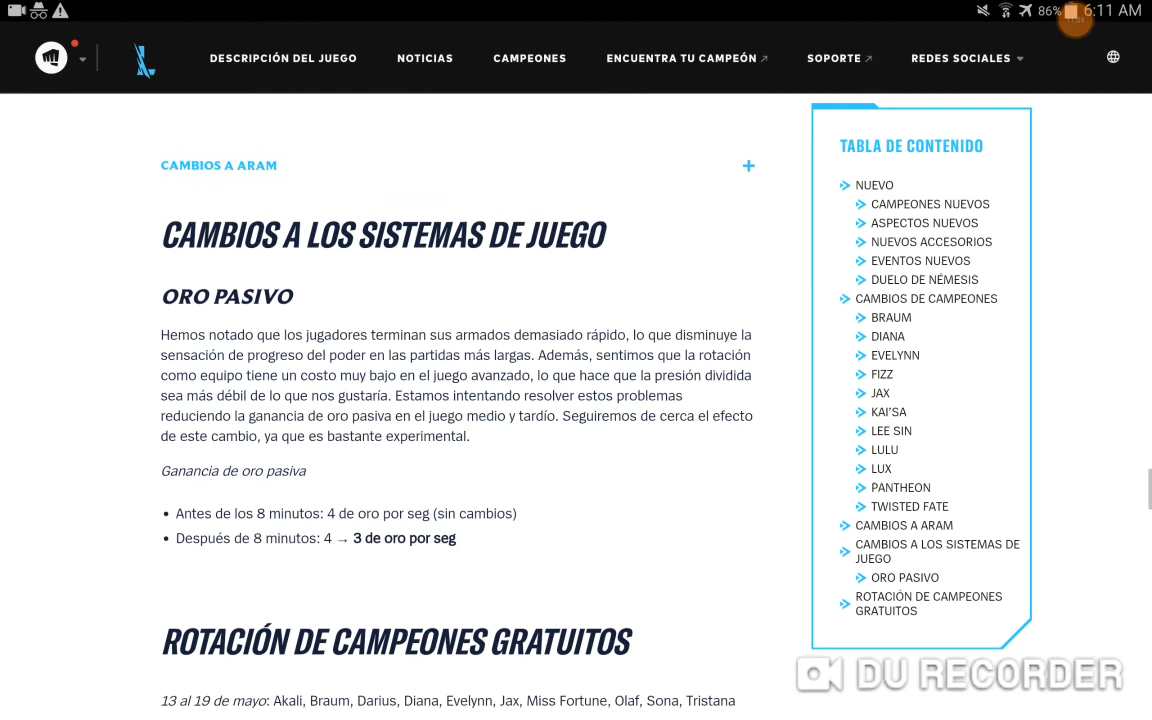 86% 6:11 AM
DESCRIPCIÓN DEL JUEGO NOTICIAS CAMPEONES ENCUENTRA TU CAMPEÓN SOPORTE REDES SOCIALES
CAMBIOS A ARAM +
CAMBIOS A LOS SISTEMAS DE JUEGO
ORO PASIVO
Hemos notado que los jugadores terminan sus armados demasiado rápido, lo que disminuye la
sensación de progreso del poder en las partidas más largas. Además, sentimos que la rotación
como equipo tiene un costo muy bajo en el juego avanzado, lo que hace que la presión dividida
sea más débil de lo que nos gustaría. Estamos intentando resolver estos problemas
reduciendo la ganancia de oro pasiva en el juego medio y tardío. Seguiremos de cerca el efecto
de este cambio, ya que es bastante experimental.
Ganancia de oro pasiva
• Antes de los 8 minutos: 4 de oro por seg (sin cambios)
• Después de 8 minutos: 4 → 3 de oro por seg
ROTACIÓN DE CAMPEONES GRATUITOS
13 al 19 de mayo: Akali, Braum, Darius, Diana, Evelynn, Jax, Miss Fortune, Olaf, Sona, Tristana
TABLA DE CONTENIDO
NUEVO
CAMPEONES NUEVOS
ASPECTOS NUEVOS
NUEVOS ACCESORIOS
EVENTOS NUEVOS
DUELO DE NÉMESIS
CAMBIOS DE CAMPEONES
BRAUM
DIANA
EVELYNN
FIZZ
JAX
KAI'SA
LEE SIN
LULU
LUX
PANTHEON
TWISTED FATE
CAMBIOS A ARAM
CAMBIOS A LOS SISTEMAS DE
JUEGO
ORO PASIVO
ROTACIÓN DE CAMPEONES
GRATUITOS
DU RECORDER